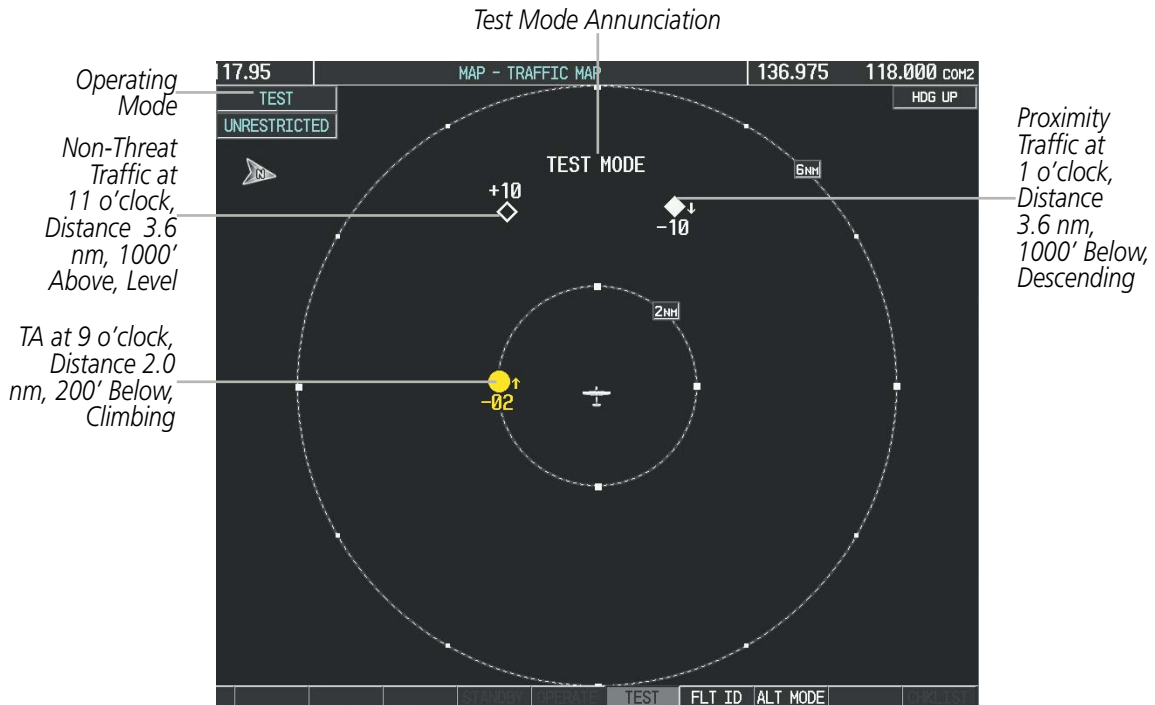 Test Mode Annunciation
Operating
Mode
Non-Threat
Traffic at
11 o’clock,
Distance 3.6
nm, 1000’
Above, Level
TA at 9 o’clock,
Distance 2.0
nm, 200’ Below,
Climbing
17.95
MAP - TRAFFIC MAP
136.975
118.000 COM2
TEST
UNRESTRICTED
HDG UP
N
TEST MODE
6NM
+10
-10
2NM
-02
Proximity
Traffic at
1 o’clock,
Distance
3.6 nm,
1000’ Below,
Descending
STANDBY OPERATE TEST FLT ID ALT MODE CHKLIST